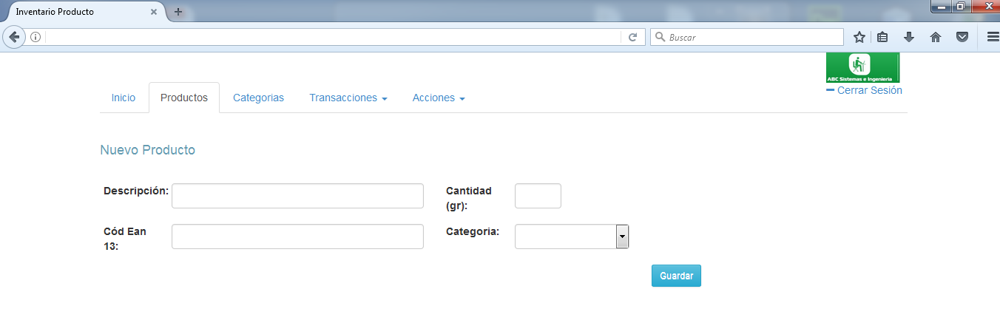 Inventario Producto
Buscar
ABC Sistemas e Ingenieria
Cerrar Sesión
Inicio Productos Categorias Transacciones Acciones
Nuevo Producto
Descripción: Cantidad
(gr):
Cód Ean Categoria:
13:
Guardar